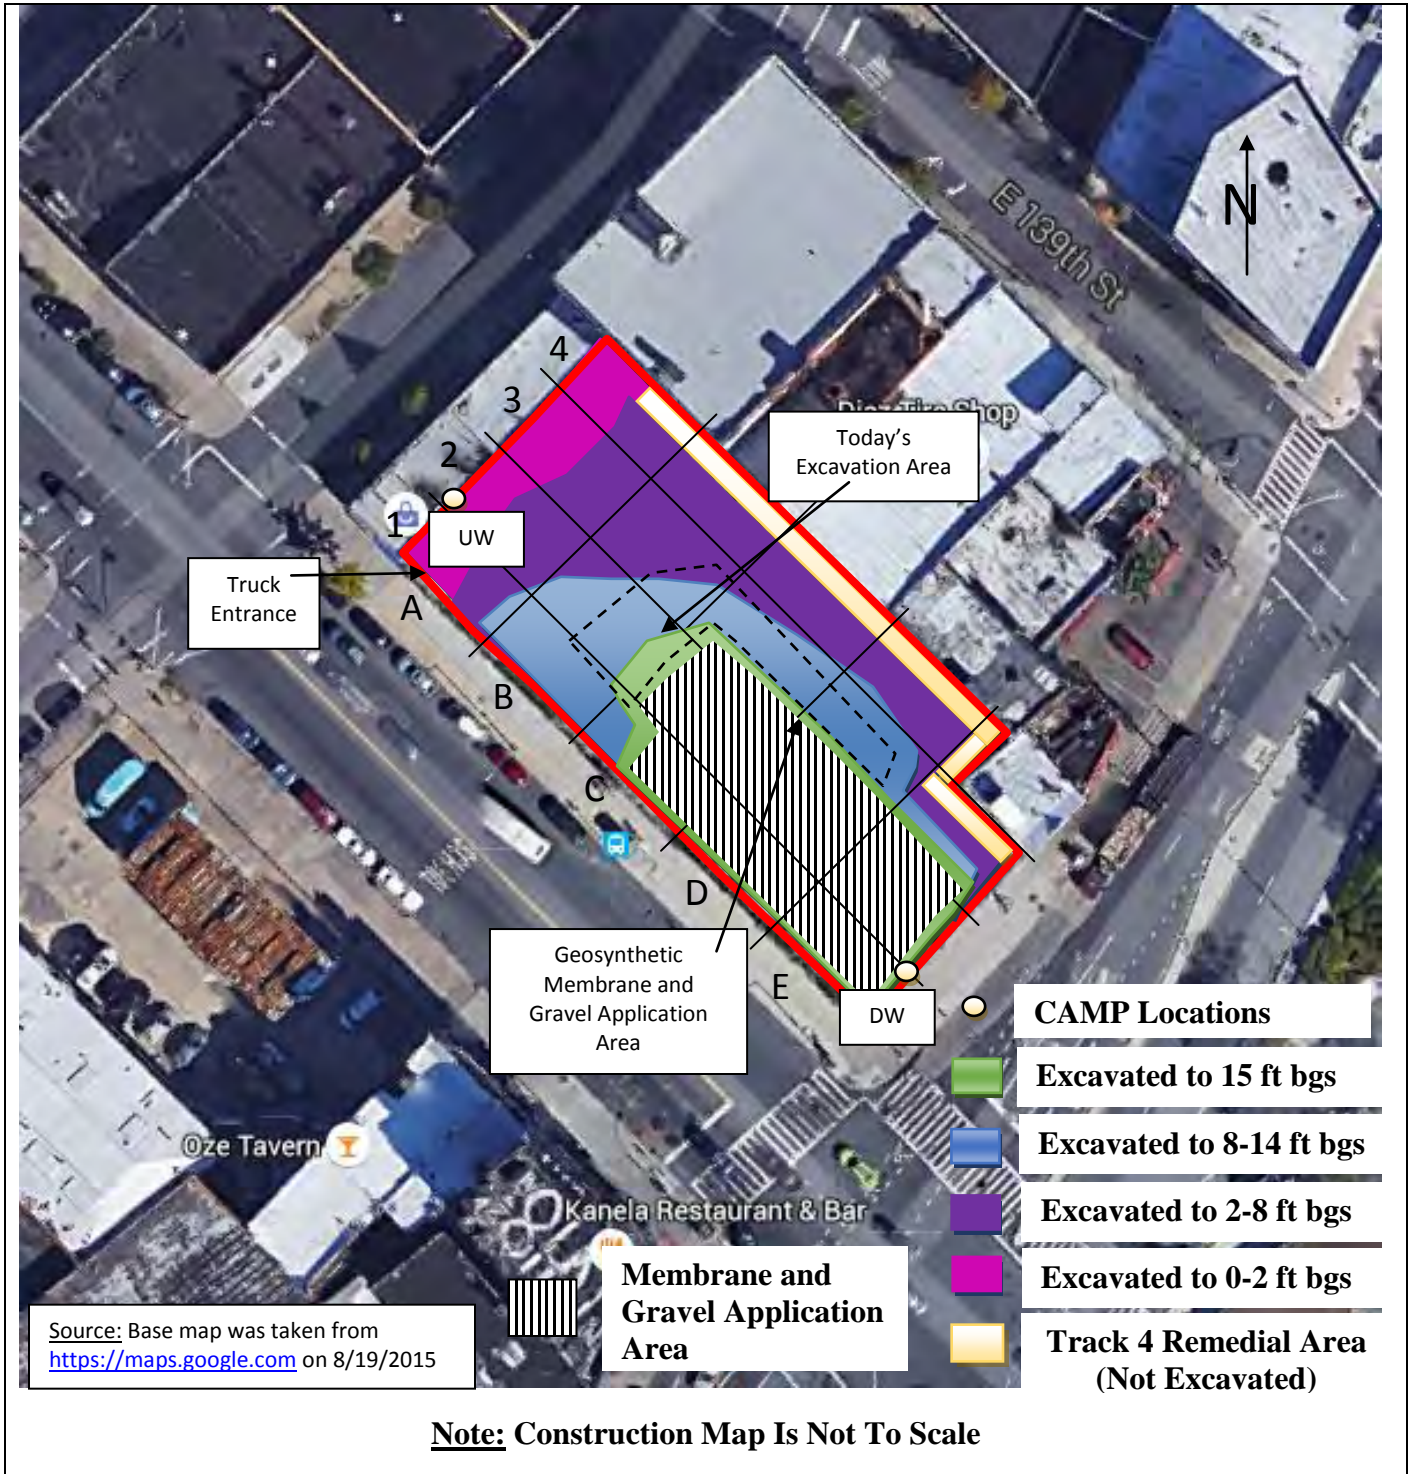 E 139th St
N
4
3
2
1
Today's
Excavation Area
UW
Truck
Entrance
A
B
C
D
E
Geosynthetic
Membrane and
Gravel Application
Area
DW
CAMP Locations
Excavated to 15 ft bgs
Excavated to 8-14 ft bgs
Excavated to 2-8 ft bgs
Excavated to 0-2 ft bgs
Track 4 Remedial Area
(Not Excavated)
Oze Tavern
Kanela Restaurant & Bar
Membrane and
Gravel Application
Area
Source: Base map was taken from
https://maps.google.com on 8/19/2015
Note: Construction Map Is Not To Scale